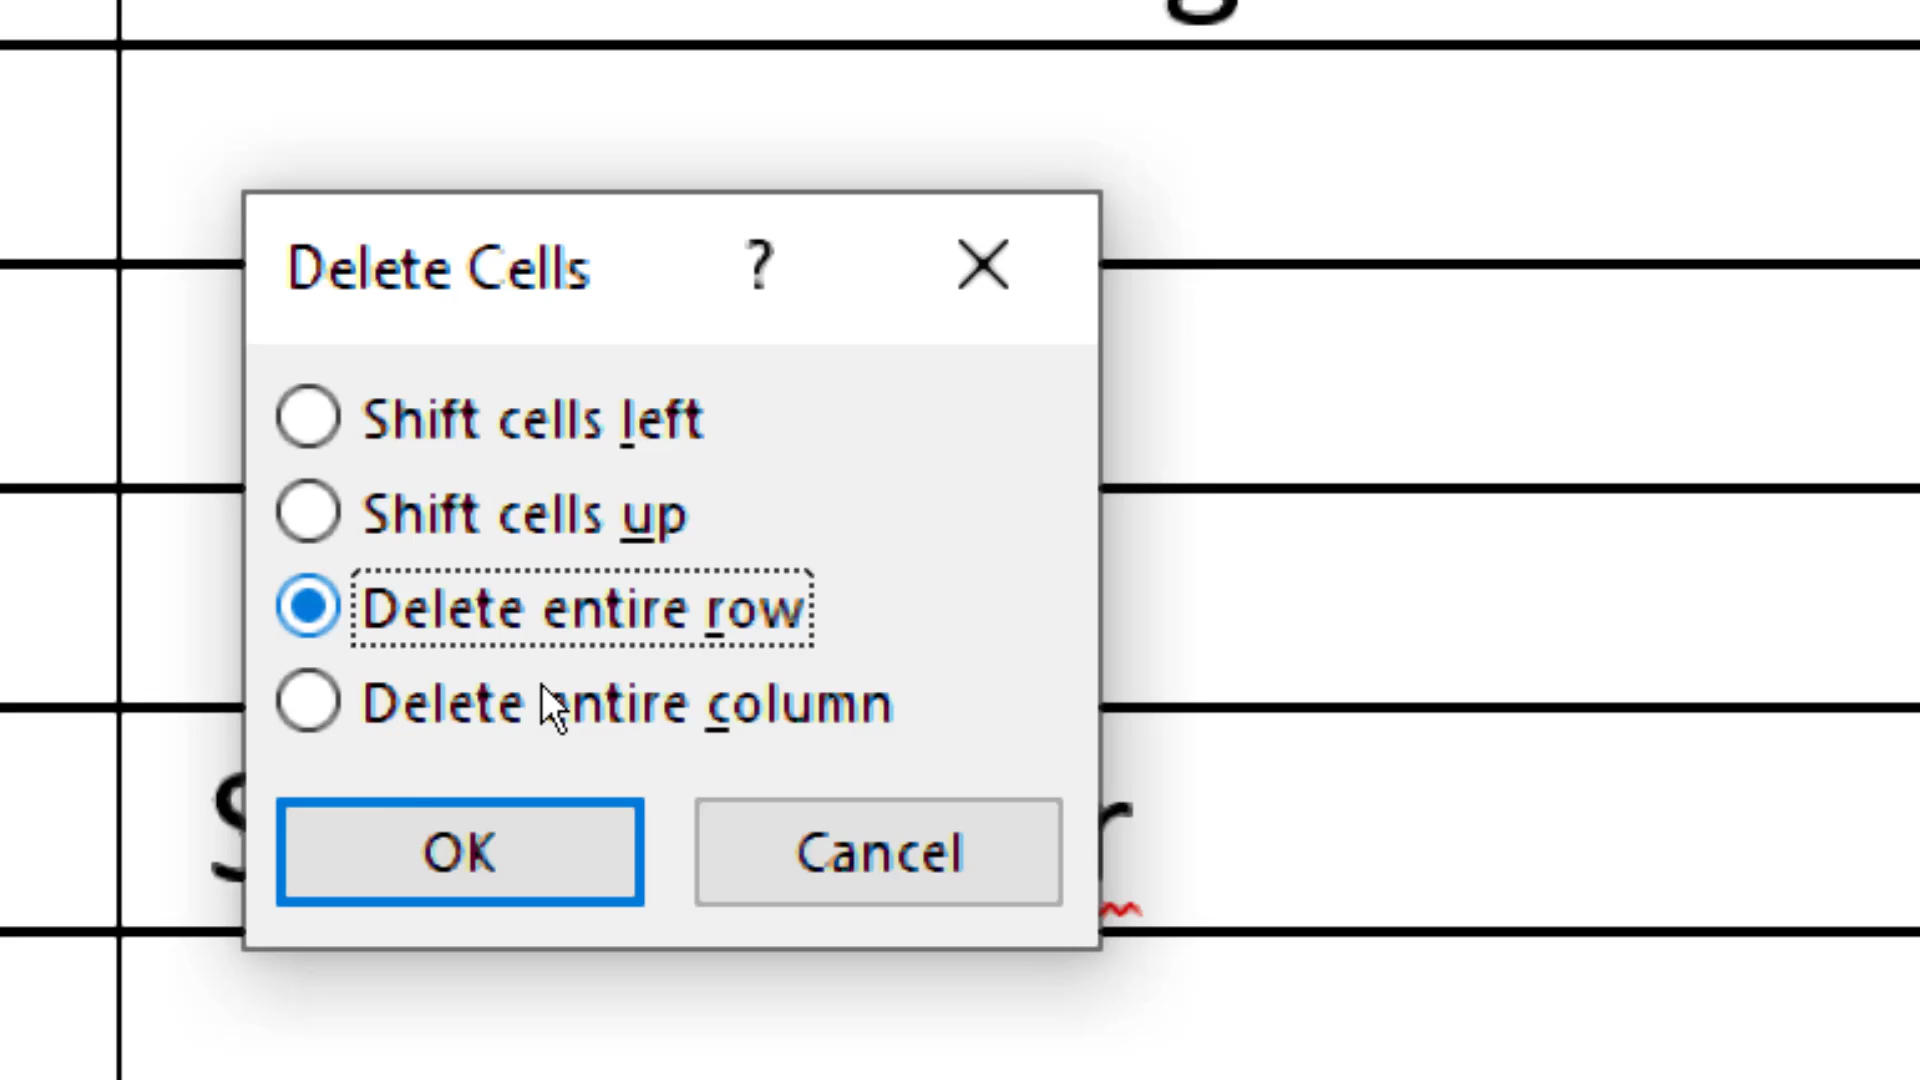 Delete Cells ?
Shift cells left
Shift cells up
Delete entire row
Delete entire column
OK Cancel